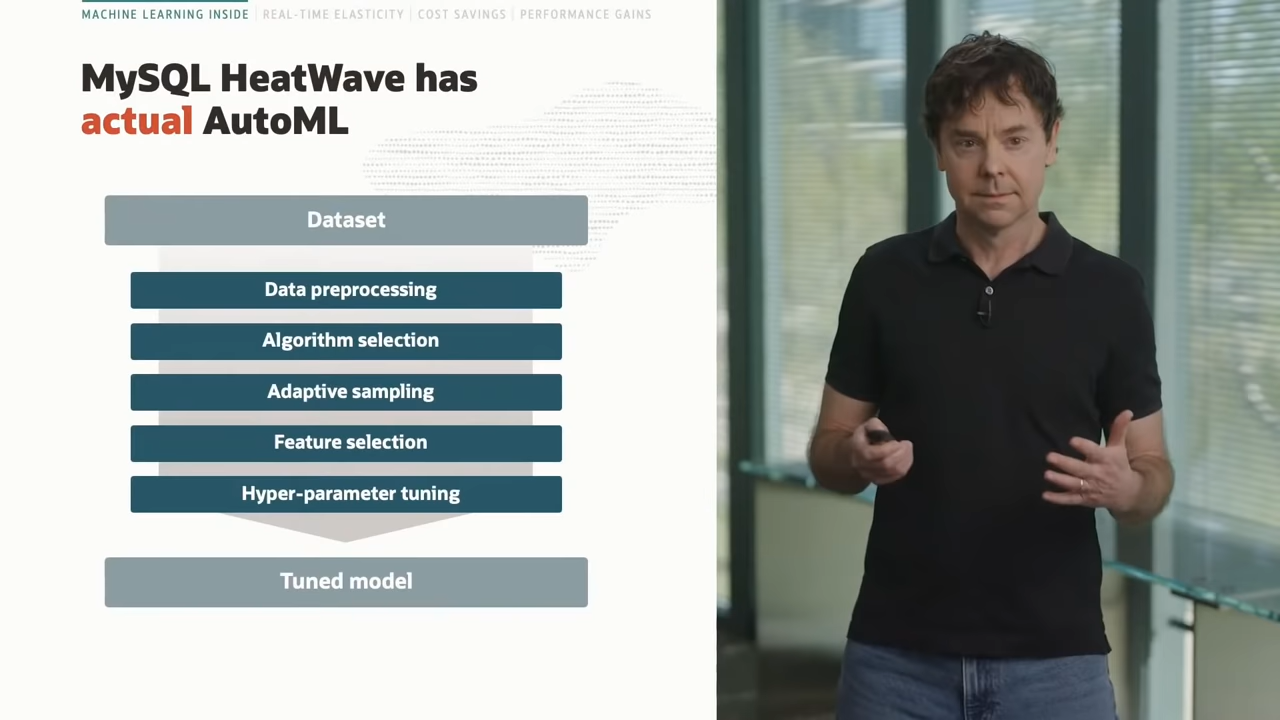 MACHINE LEARNING INSIDE | REAL-TIME ELASTICITY | COST SAVINGS | PERFORMANCE GAINS
MySQL HeatWave has
actual AutoML
Dataset
Data preprocessing
Algorithm selection
Adaptive sampling
Feature selection
Hyper-parameter tuning
Tuned model